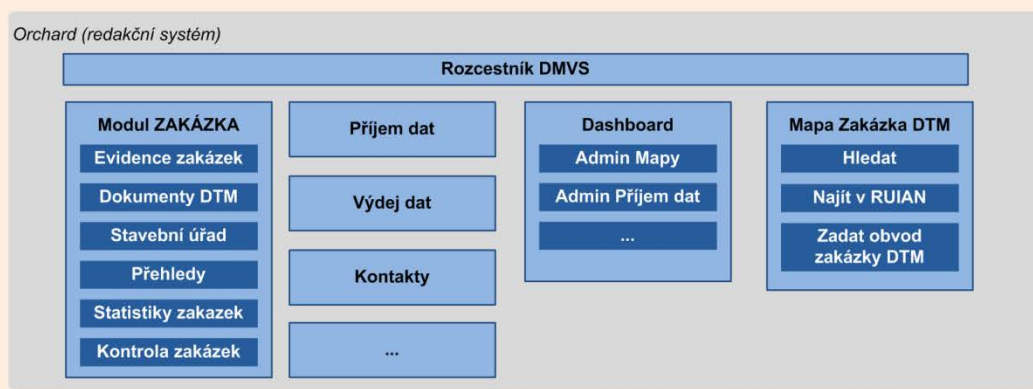 Orchard (redakční systém)
Rozcestník DMVS
Modul ZAKÁZKA
Evidence zakázek
Dokumenty DTM
Stavební úřad
Přehledy
Statistiky zakazek
Kontrola zakázek
Příjem dat
Výdej dat
Kontakty
...
Dashboard
Admin Mapy
Admin Příjem dat
...
Mapa Zakázka DTM
Hledat
Najít v RUIAN
Zadat obvod
zakázky DTM